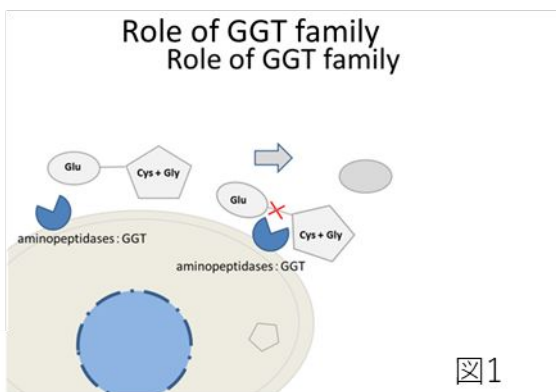 Role of GGT family
Role of GGT family
Glu
Cys + Gly
aminopeptidases：GGT
Glu
Cys + Gly
aminopeptidases：GGT
図1